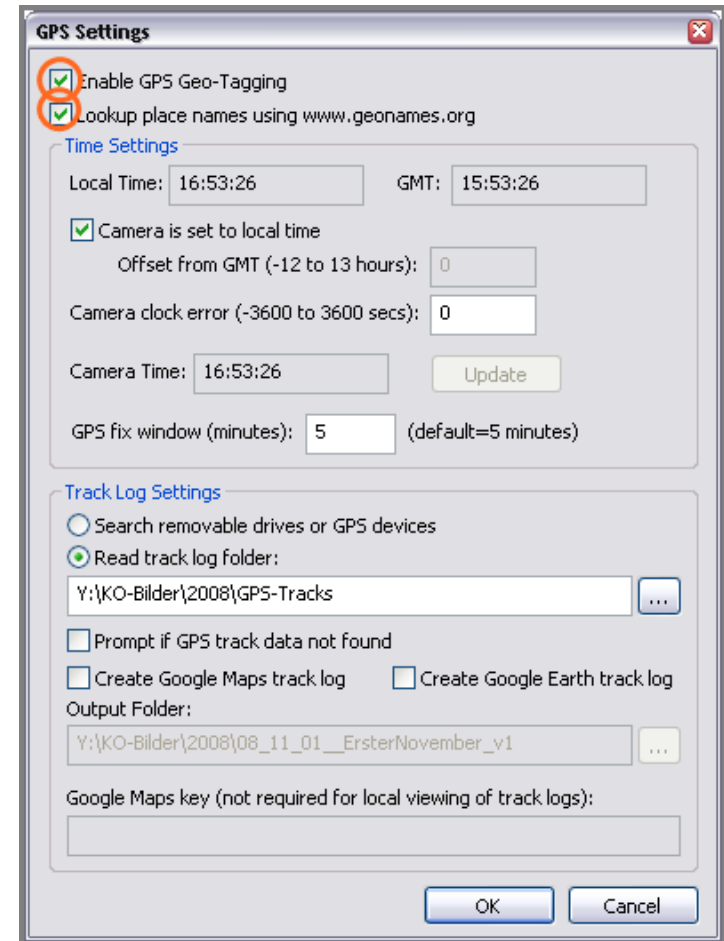 GPS Settings
Enable GPS Geo-Tagging
Lookup place names using www.geonames.org
Time Settings
Local Time: 16:53:26 GMT: 15:53:26
Camera is set to local time
Offset from GMT (-12 to 13 hours): 0
Camera clock error (-3600 to 3600 secs): 0
Camera Time: 16:53:26 Update
GPS fix window (minutes): 5 (default=5 minutes)
Track Log Settings
Search removable drives or GPS devices
Read track log folder:
Y:\KO-Bilder\2008\GPS-Tracks ...
Prompt if GPS track data not found
Create Google Maps track log Create Google Earth track log
Output Folder:
Y:\KO-Bilder\2008\08_11_01__ErsterNovember_v1 ...
Google Maps key (not required for local viewing of track logs):
OK Cancel